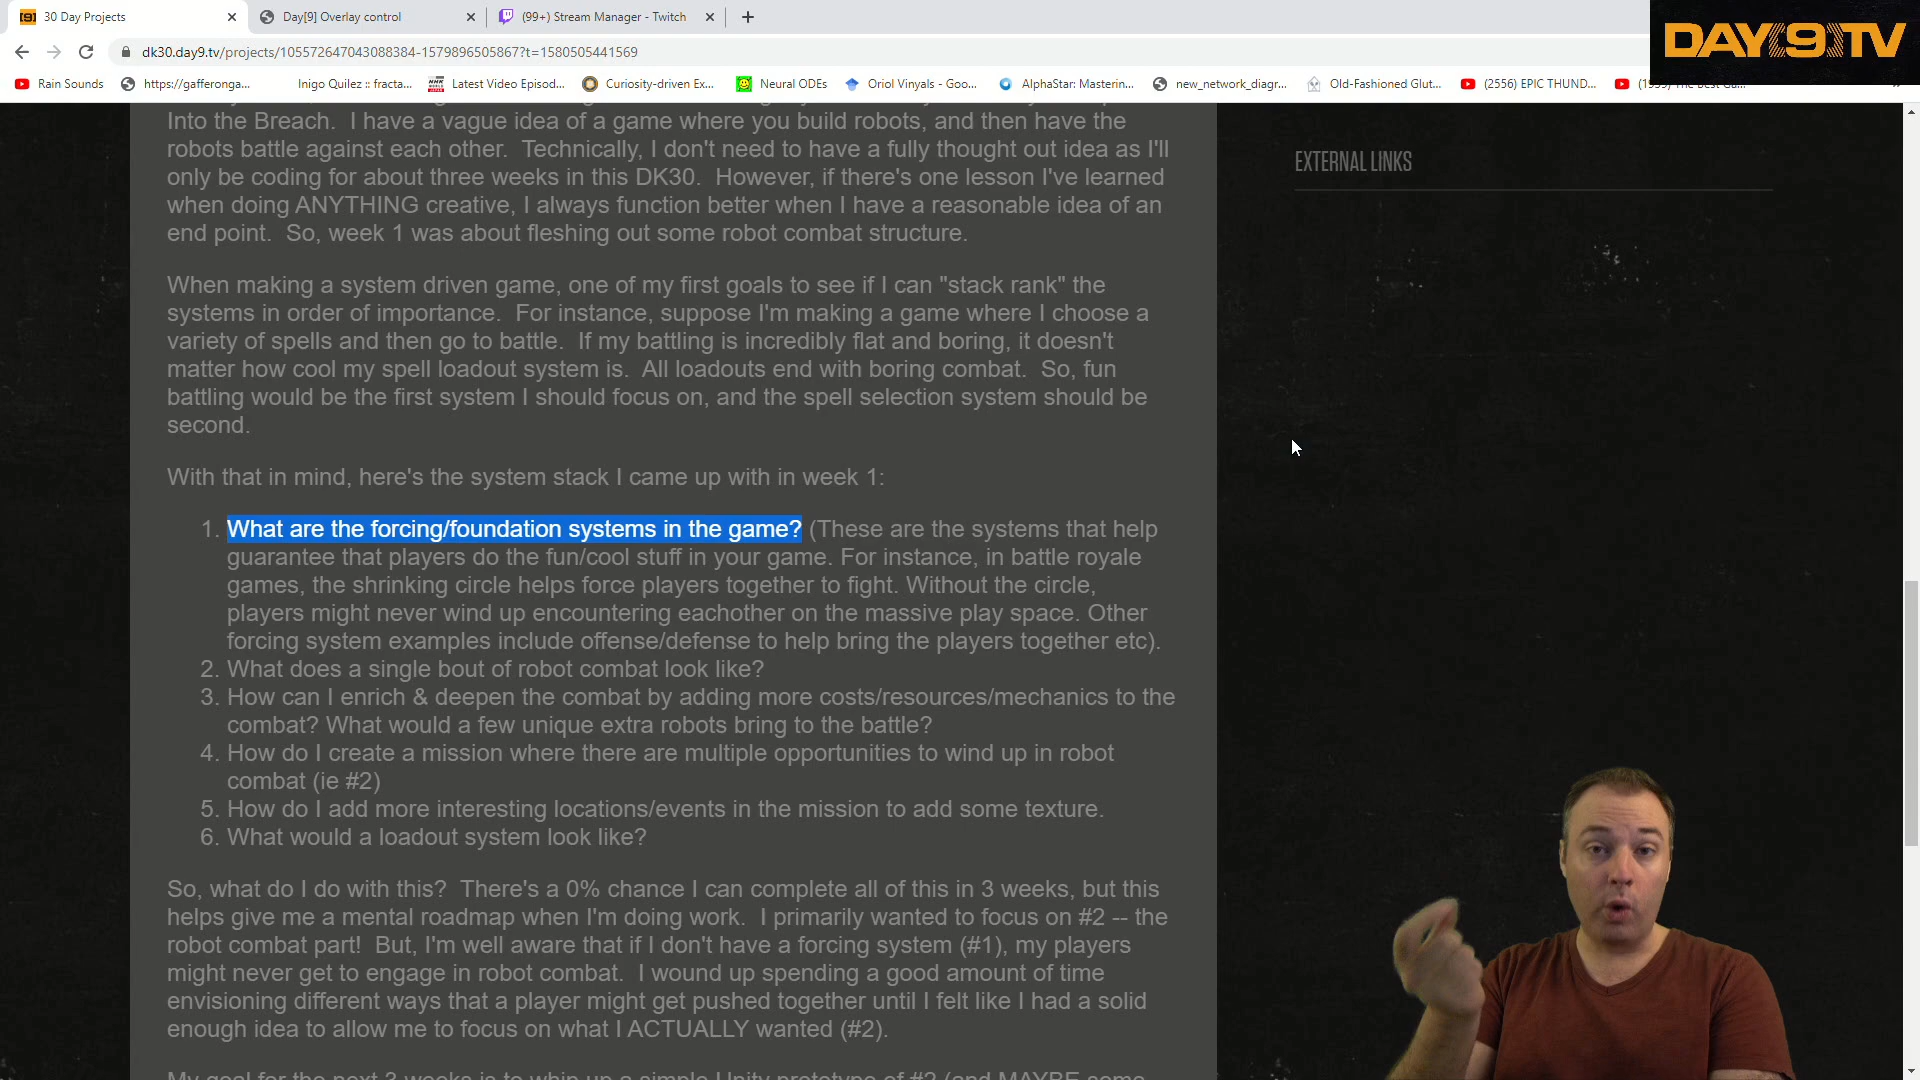 30 Day Projects
Day[9] Overlay control
(99+) Stream Manager - Twitch
DAY[9]TV
dk30.day9.tv/projects/105572647043088384-1579896505867?t=1580505441569
Rain Sounds
https://gafferonga...
Inigo Quilez :: fracta...
Latest Video Episod...
Curiosity-driven Ex...
Neural ODEs
Oriol Vinyals - Goo...
AlphaStar: Masterin...
new_network_diagr...
Old-Fashioned Glut...
(2556) EPIC THUND...
Into the Breach.  I have a vague idea of a game where you build robots, and then have the
robots battle against each other.  Technically, I don't need to have a fully thought out idea as I'll
only be coding for about three weeks in this DK30.  However, if there's one lesson I've learned
when doing ANYTHING creative, I always function better when I have a reasonable idea of an
end point.  So, week 1 was about fleshing out some robot combat structure.
When making a system driven game, one of my first goals to see if I can "stack rank" the
systems in order of importance.  For instance, suppose I'm making a game where I choose a
variety of spells and then go to battle.  If my battling is incredibly flat and boring, it doesn't
matter how cool my spell loadout system is.  All loadouts end with boring combat.  So, fun
battling would be the first system I should focus on, and the spell selection system should be
second.
With that in mind, here's the system stack I came up with in week 1:
1. What are the forcing/foundation systems in the game? (These are the systems that help
guarantee that players do the fun/cool stuff in your game. For instance, in battle royale
games, the shrinking circle helps force players together to fight. Without the circle,
players might never wind up encountering eachother on the massive play space. Other
forcing system examples include offense/defense to help bring the players together etc).
2. What does a single bout of robot combat look like?
3. How can I enrich & deepen the combat by adding more costs/resources/mechanics to the
combat? What would a few unique extra robots bring to the battle?
4. How do I create a mission where there are multiple opportunities to wind up in robot
combat (ie #2)
5. How do I add more interesting locations/events in the mission to add some texture.
6. What would a loadout system look like?
So, what do I do with this?  There's a 0% chance I can complete all of this in 3 weeks, but this
helps give me a mental roadmap when I'm doing work.  I primarily wanted to focus on #2 -- the
robot combat part!  But, I'm well aware that if I don't have a forcing system (#1), my players
might never get to engage in robot combat.  I wound up spending a good amount of time
envisioning different ways that a player might get pushed together until I felt like I had a solid
enough idea to allow me to focus on what I ACTUALLY wanted (#2).
My goal for the next 3 weeks is to whip up a simple Unity prototype of #2 (and MAYBE some
EXTERNAL LINKS